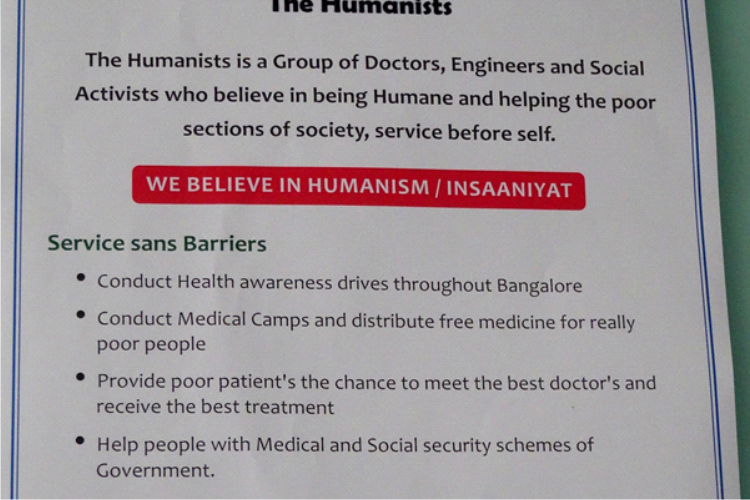 The Humanists
The Humanists is a Group of Doctors, Engineers and Social
Activists who believe in being Humane and helping the poor
sections of society, service before self.
WE BELIEVE IN HUMANISM / INSAANIYAT
Service sans Barriers
• Conduct Health awareness drives throughout Bangalore
• Conduct Medical Camps and distribute free medicine for really
poor people
• Provide poor patient's the chance to meet the best doctor's and
receive the best treatment
• Help people with Medical and Social security schemes of
Government.